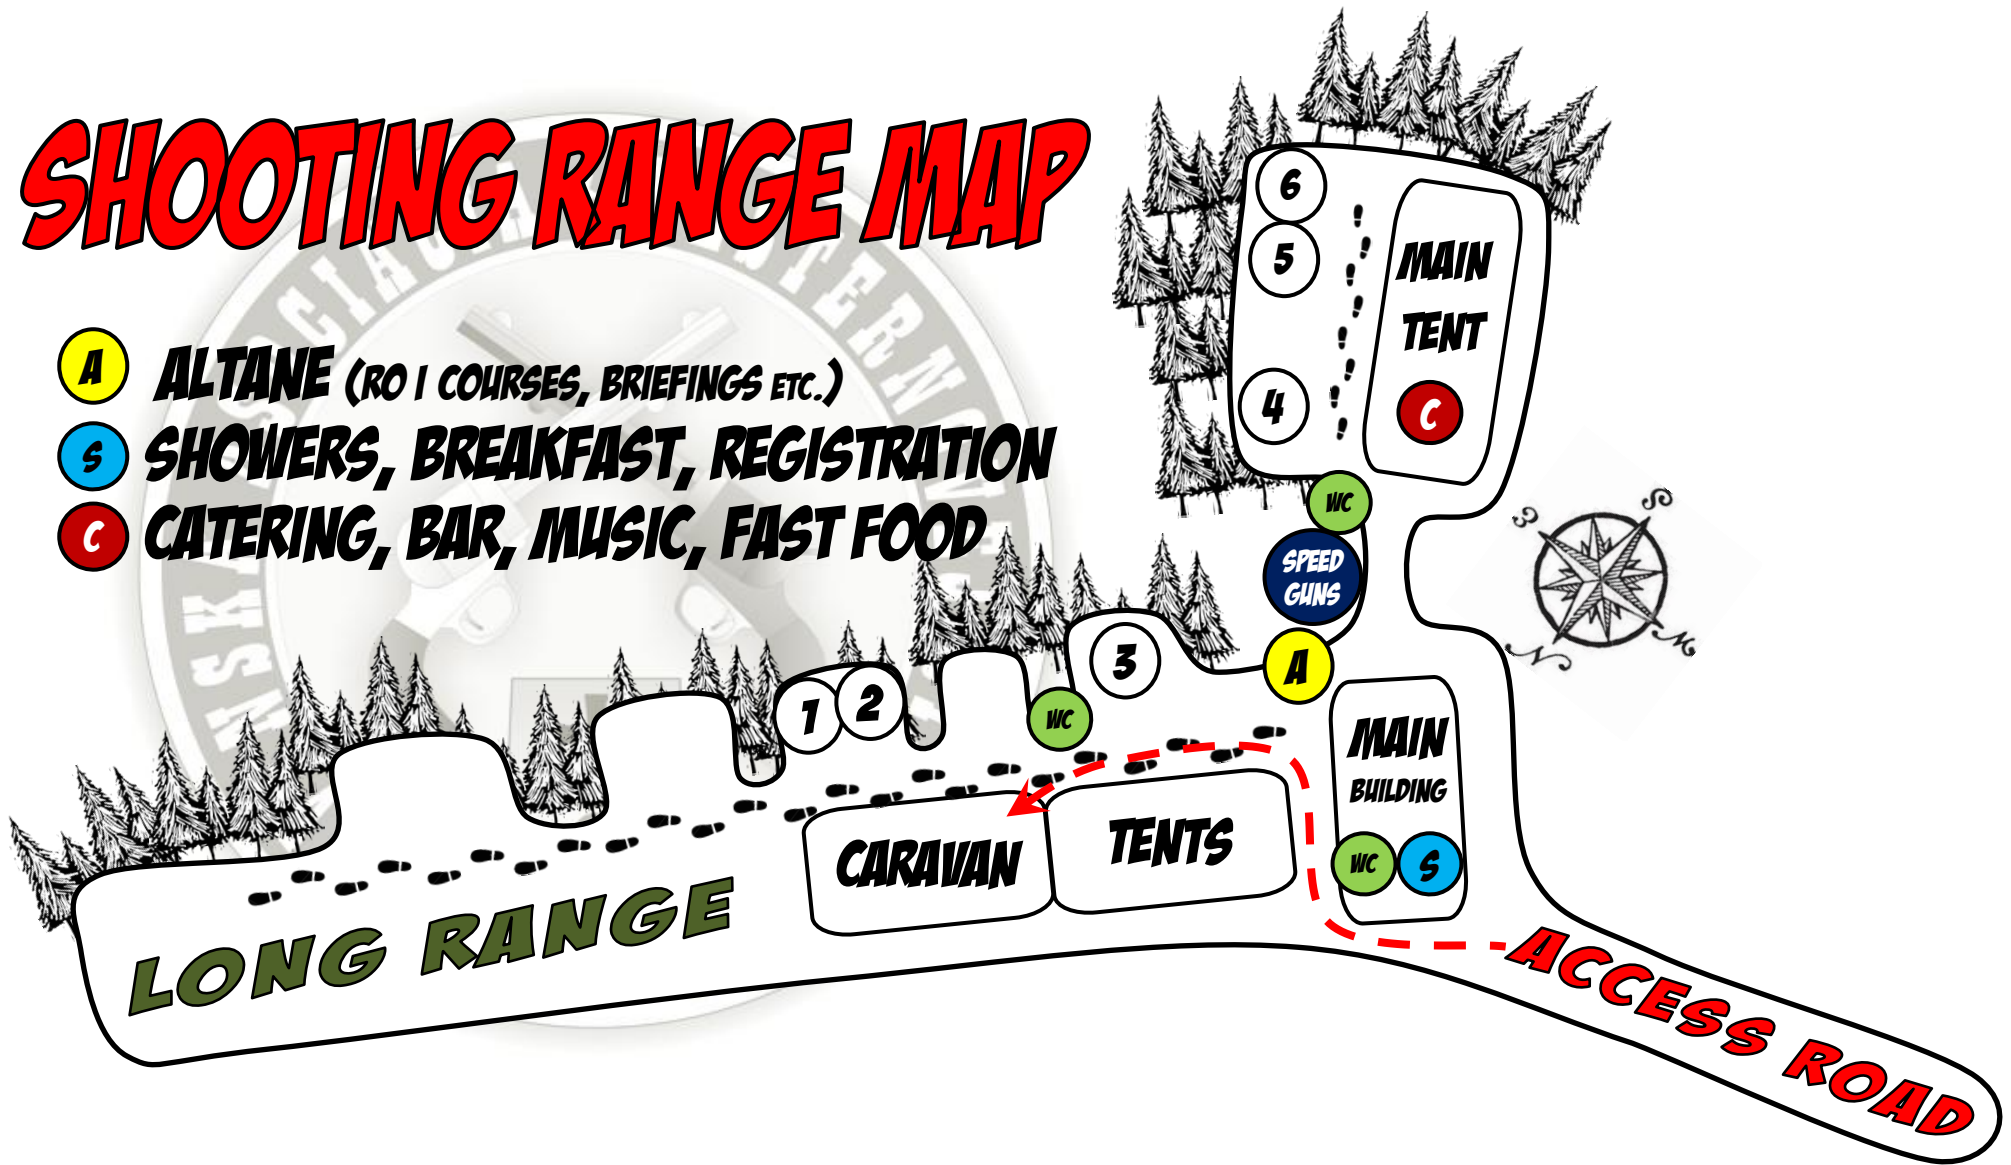 SHOOTING RANGE MAP
A ALTANE (RO I COURSES, BRIEFINGS ETC.)
S SHOWERS, BREAKFAST, REGISTRATION
C CATERING, BAR, MUSIC, FAST FOOD
6
5
4
MAIN
TENT
C
WC
SPEED
GUNS
A
3
WC
1
2
MAIN
BUILDING
WC
S
CARAVAN
TENTS
LONG RANGE
ACCESS ROAD
S
N